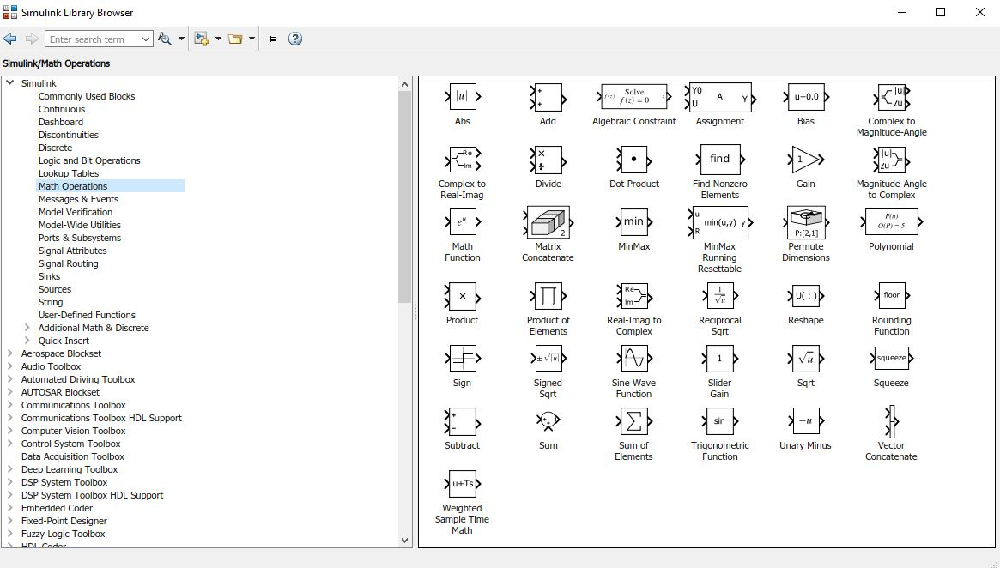 Simulink Library Browser
Enter search term
Simulink/Math Operations
Simulink
Commonly Used Blocks
Continuous
Dashboard
Discontinuities
Discrete
Logic and Bit Operations
Lookup Tables
Math Operations
Messages & Events
Model Verification
Model-Wide Utilities
Ports & Subsystems
Signal Attributes
Signal Routing
Sinks
Sources
String
User-Defined Functions
Additional Math & Discrete
Quick Insert
Aerospace Blockset
Audio Toolbox
Automated Driving Toolbox
AUTOSAR Blockset
Communications Toolbox
Communications Toolbox HDL Support
Computer Vision Toolbox
Control System Toolbox
Data Acquisition Toolbox
Deep Learning Toolbox
DSP System Toolbox
DSP System Toolbox HDL Support
Embedded Coder
Fixed-Point Designer
Fuzzy Logic Toolbox
HDL Coder
|u|
Abs
+
+
Add
f(z) Solve f(z) = 0 z
Algebraic Constraint
Y0
U A Y
Assignment
u+0.0
Bias
|u|
∠u
Complex to
Magnitude-Angle
Re
Im
Complex to
Real-Imag
×
÷
Divide
•
Dot Product
find
Find Nonzero
Elements
1
Gain
|u|
∠u
Magnitude-Angle
to Complex
eᵘ
Math
Function
2
Matrix
Concatenate
min
MinMax
u
R min(u,y) y
MinMax
Running
Resettable
P:[2,1]
Permute
Dimensions
P(u)
O(P) = 5
Polynomial
×
Product
∏
Product of
Elements
Re
Im
Real-Imag to
Complex
1
√u
Reciprocal
Sqrt
U( : )
Reshape
floor
Rounding
Function
Sign
±√|u|
Signed
Sqrt
Sine Wave
Function
1
Slider
Gain
√u
Sqrt
squeeze
Squeeze
+
−
Subtract
+
+
Sum
∑
Sum of
Elements
sin
Trigonometric
Function
−u
Unary Minus
Vector
Concatenate
u+Ts
Weighted
Sample Time
Math